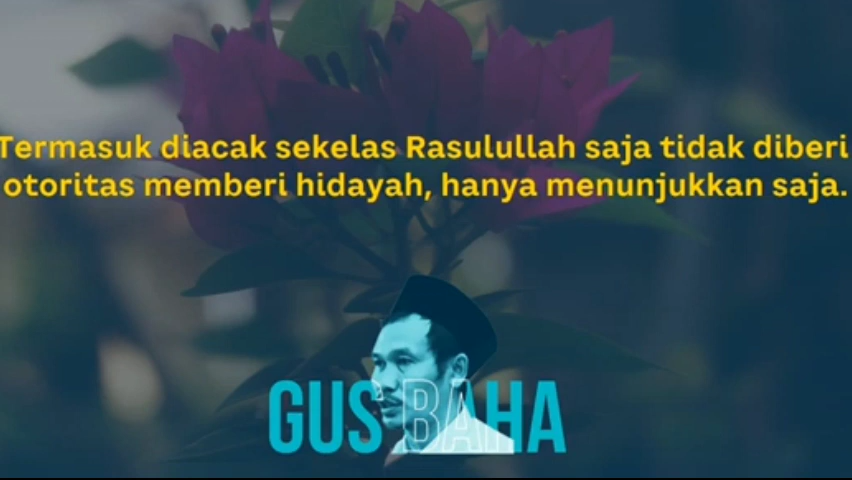 Termasuk diacak sekelas Rasulullah saja tidak diberi
otoritas memberi hidayah, hanya menunjukkan saja.
GUS BAHA